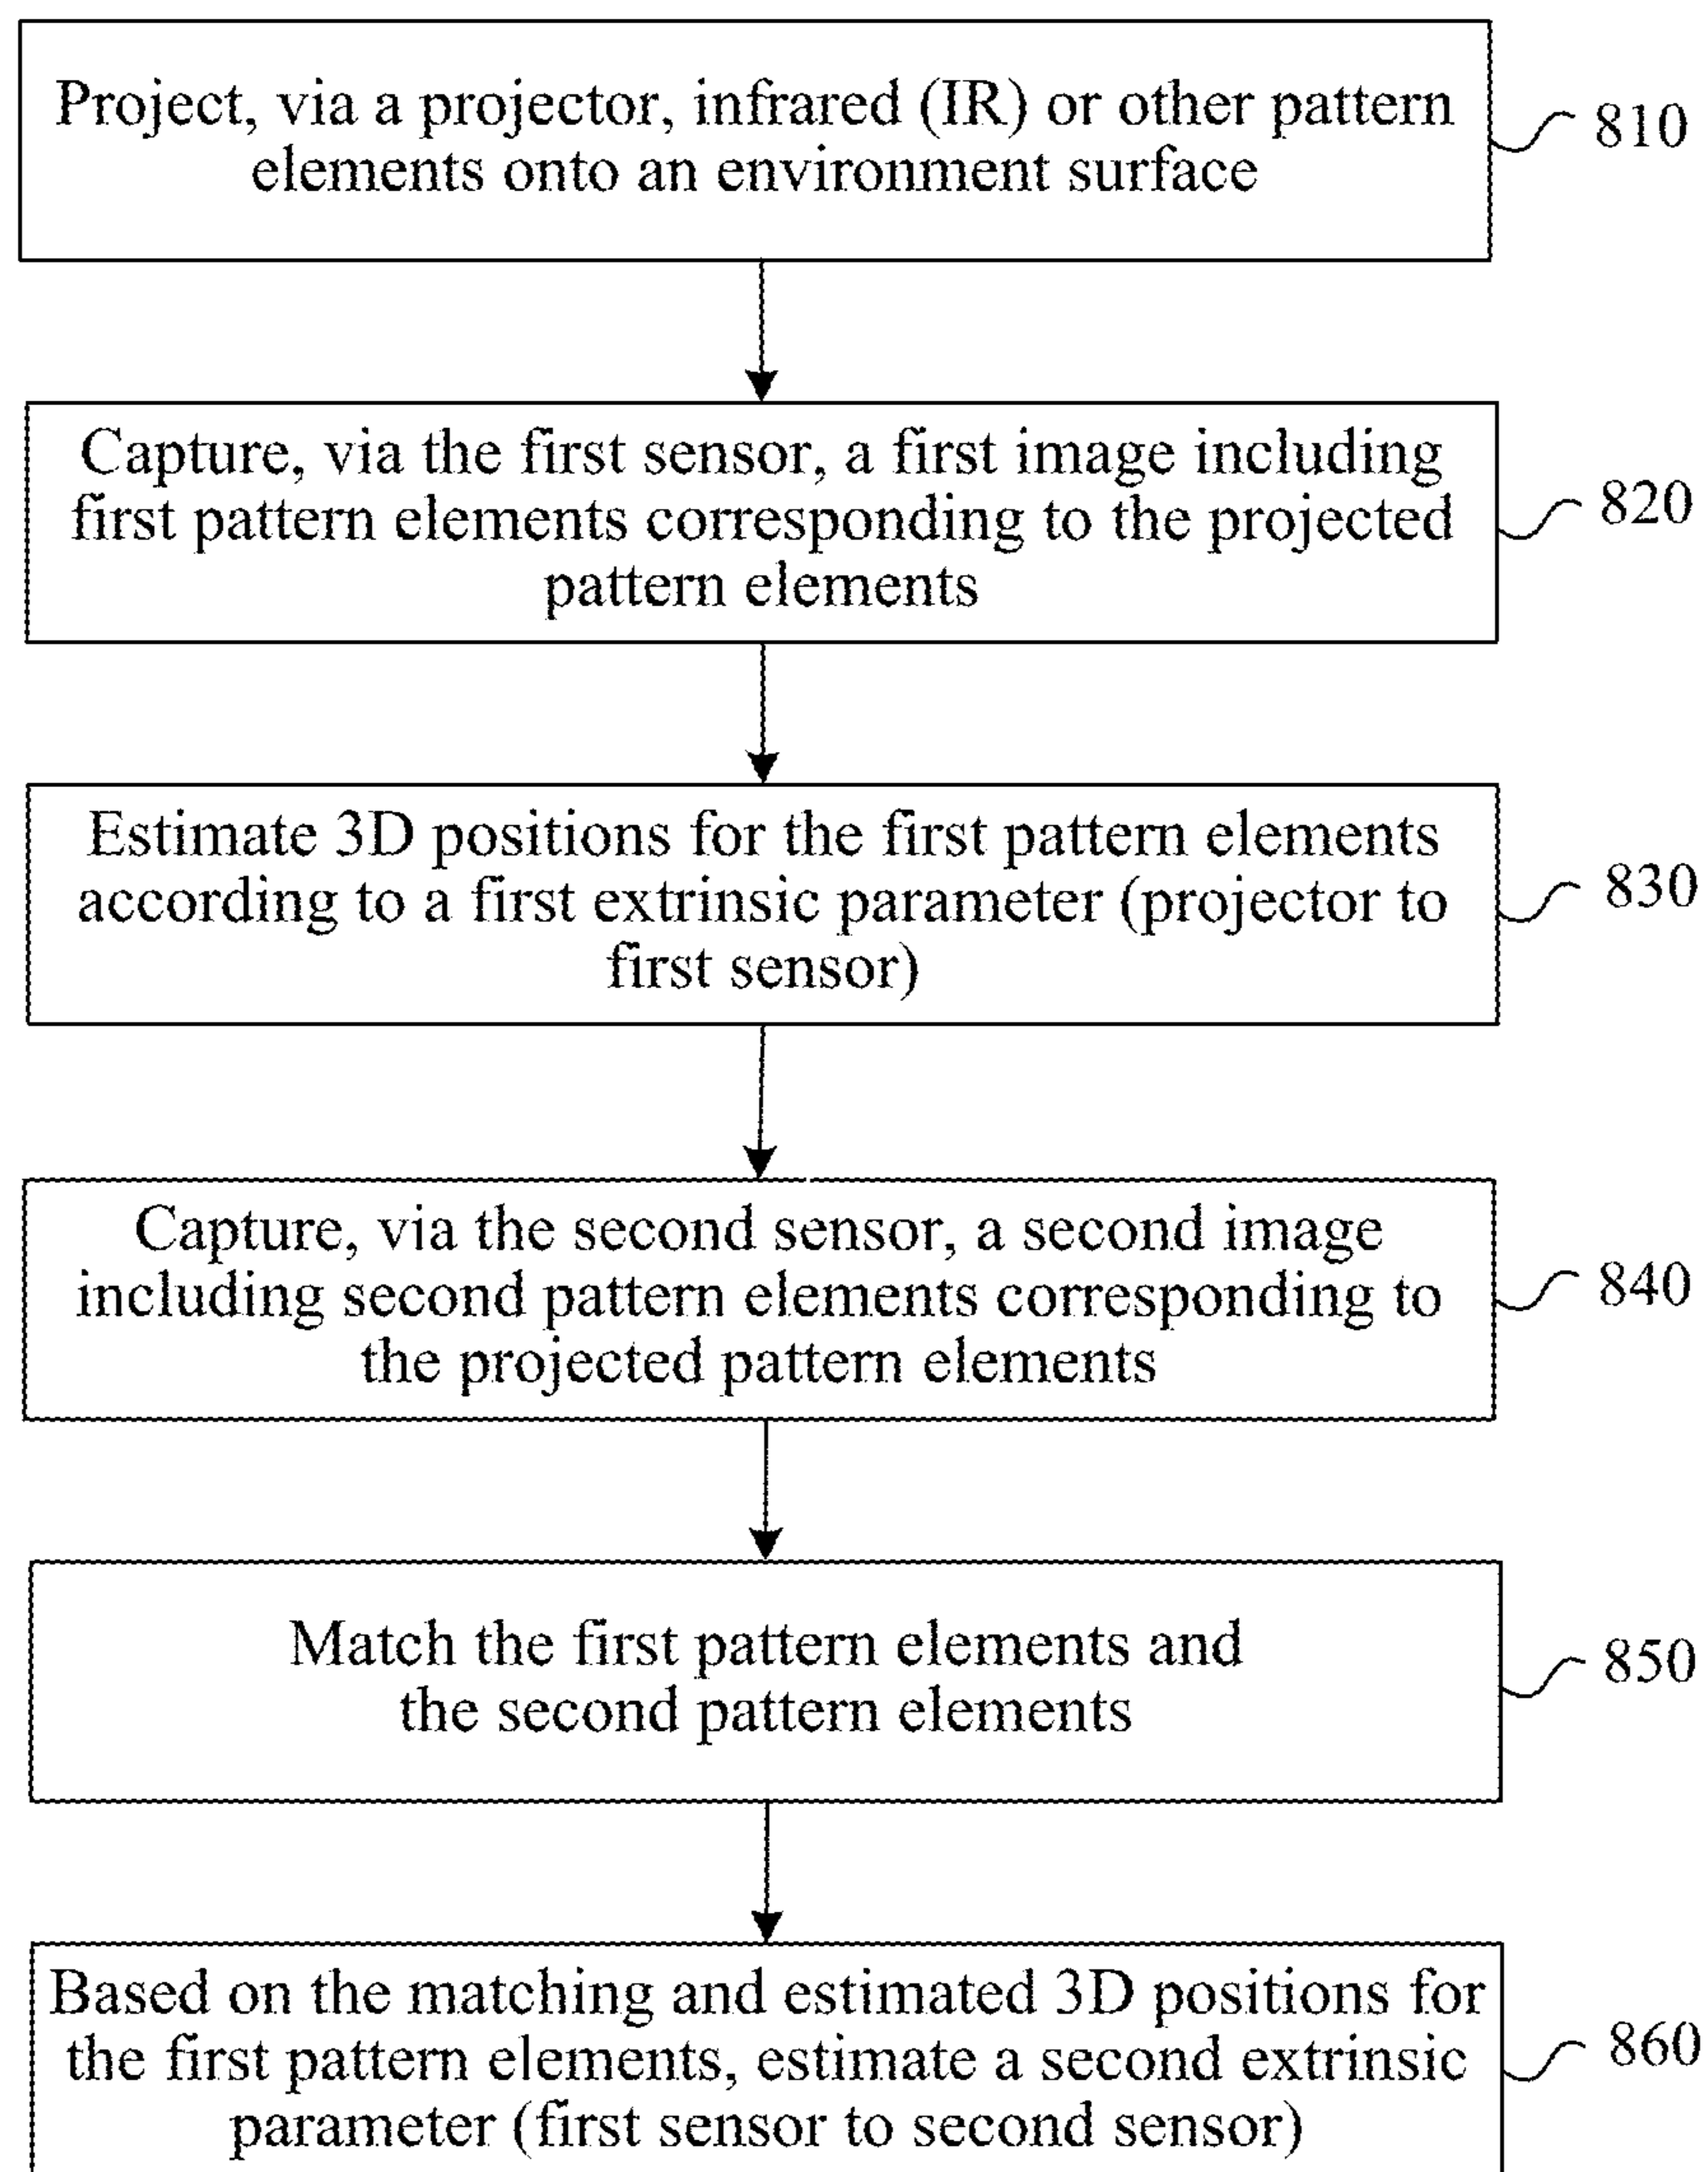 Project, via a projector, infrared (IR) or other pattern
elements onto an environment surface
810
Capture, via the first sensor, a first image including
first pattern elements corresponding to the projected
pattern elements
820
Estimate 3D positions for the first pattern elements
according to a first extrinsic parameter (projector to
first sensor)
830
Capture, via the second sensor, a second image
including second pattern elements corresponding to
the projected pattern elements
840
Match the first pattern elements and
the second pattern elements
850
Based on the matching and estimated 3D positions for
the first pattern elements, estimate a second extrinsic
parameter (first sensor to second sensor)
860